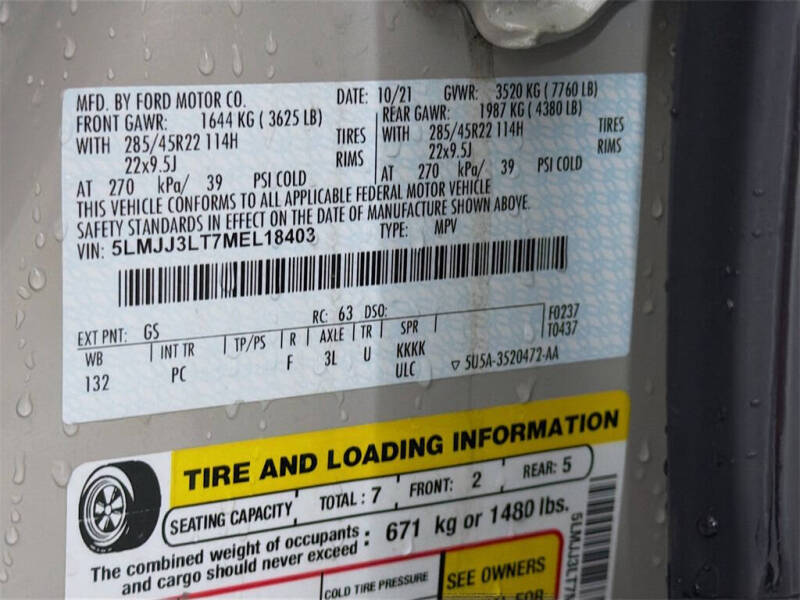 MFD. BY FORD MOTOR CO. DATE: 10/21 GVWR: 3520 KG ( 7760 LB)
FRONT GAWR: 1644 KG ( 3625 LB) REAR GAWR: 1987 KG ( 4380 LB)
WITH 285/45R22 114H TIRES WITH 285/45R22 114H TIRES
22x9.5J RIMS 22x9.5J RIMS
AT 270 kPa/ 39 PSI COLD AT 270 kPa/ 39 PSI COLD
THIS VEHICLE CONFORMS TO ALL APPLICABLE FEDERAL MOTOR VEHICLE
SAFETY STANDARDS IN EFFECT ON THE DATE OF MANUFACTURE SHOWN ABOVE.
VIN: 5LMJJ3LT7MEL18403 TYPE: MPV
EXT PNT: GS RC: 63 DSO: F0237
WB INT TR TP/PS R AXLE TR SPR T0437
132 PC F 3L U KKKK
ULC ▽ 5U5A-3520472-AA
TIRE AND LOADING INFORMATION
SEATING CAPACITY TOTAL : 7 FRONT: 2 REAR: 5
The combined weight of occupants : 671 kg or 1480 lbs.
and cargo should never exceed
COLD TIRE PRESSURE SEE OWNERS
FOR
5LMJJ3LT7